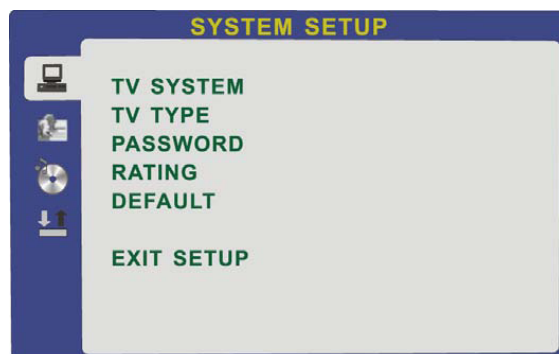 SYSTEM SETUP
TV SYSTEM
TV TYPE
PASSWORD
RATING
DEFAULT
EXIT SETUP